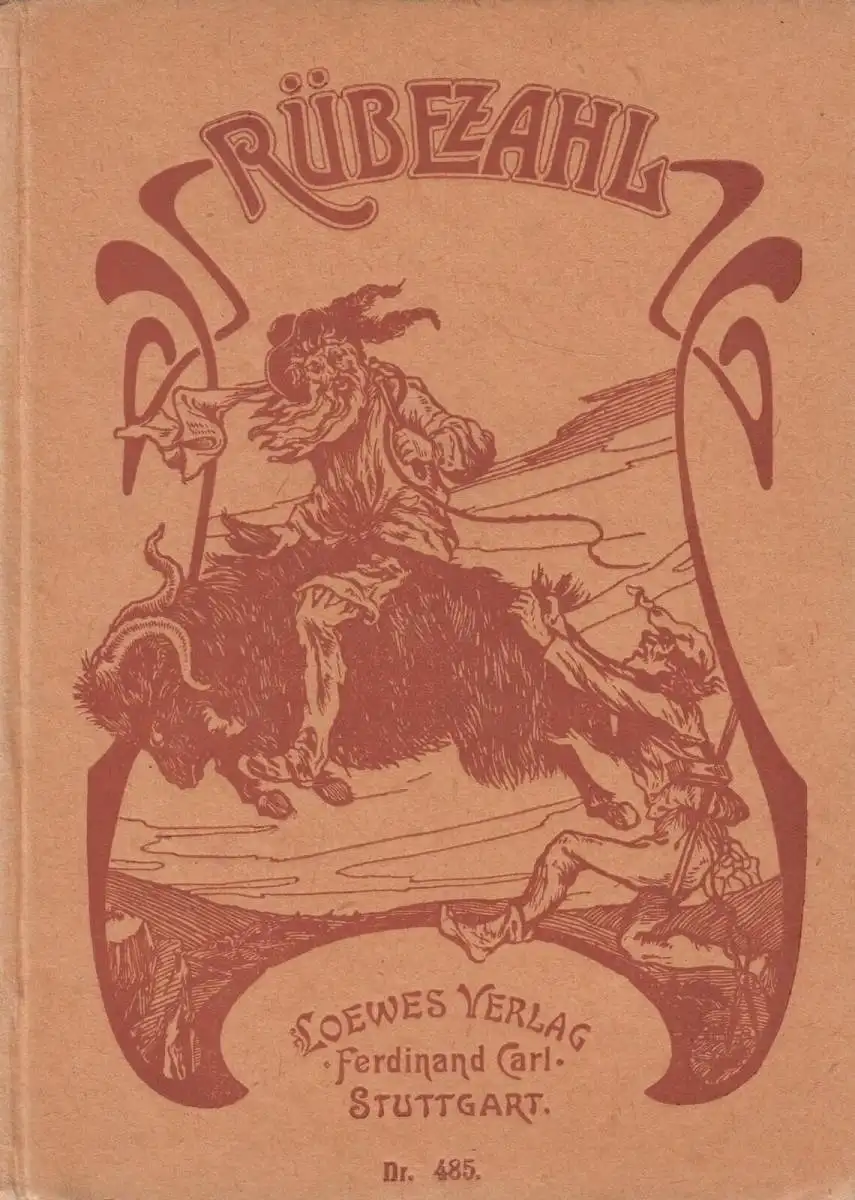 RÜBEZAHL
LOEWES VERLAG
·Ferdinand Carl·
STUTTGART.
Nr. 485.